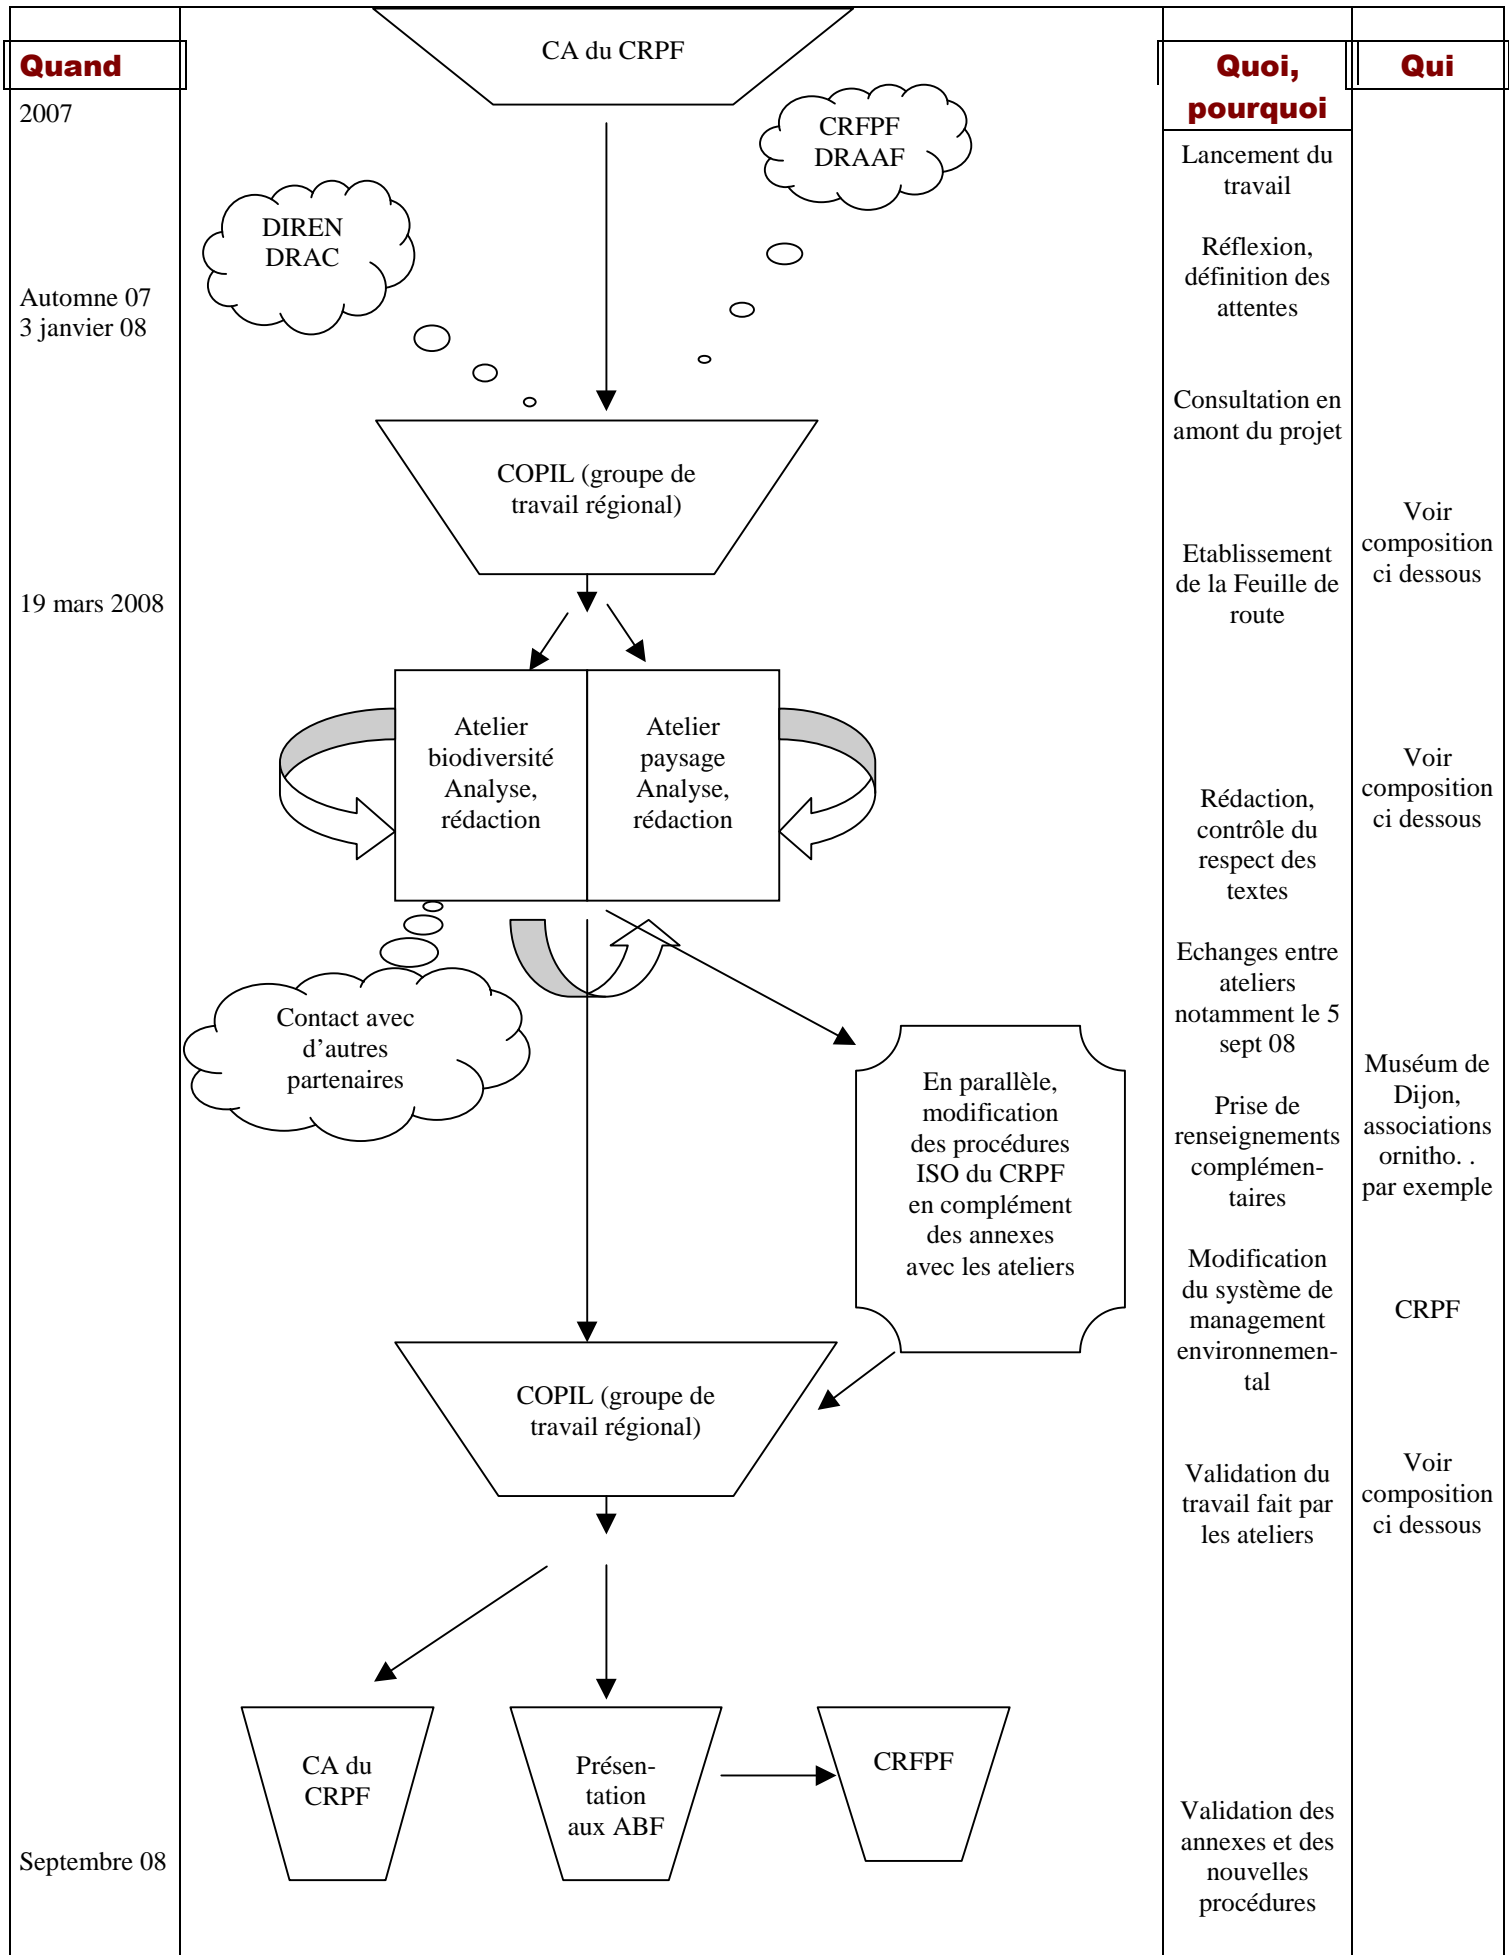 Quand
2007
Automne 07
3 janvier 08
19 mars 2008
Septembre 08
CA du CRPF
CRFPF
DRAAF
DIREN
DRAC
COPIL (groupe de
travail régional)
Atelier
biodiversité
Analyse,
rédaction
Atelier
paysage
Analyse,
rédaction
Contact avec
d’autres
partenaires
En parallèle,
modification
des procédures
ISO du CRPF
en complément
des annexes
avec les ateliers
COPIL (groupe de
travail régional)
CA du
CRPF
Présen-
tation
aux ABF
CRFPF
Quoi,
pourquoi
Lancement du
travail
Réflexion,
définition des
attentes
Consultation en
amont du projet
Etablissement
de la Feuille de
route
Rédaction,
contrôle du
respect des
textes
Echanges entre
ateliers
notamment le 5
sept 08
Prise de
renseignements
complémen-
taires
Modification
du système de
management
environnemen-
tal
Validation du
travail fait par
les ateliers
Validation des
annexes et des
nouvelles
procédures
Qui
Voir
composition
ci dessous
Voir
composition
ci dessous
Muséum de
Dijon,
associations
ornitho. .
par exemple
CRPF
Voir
composition
ci dessous